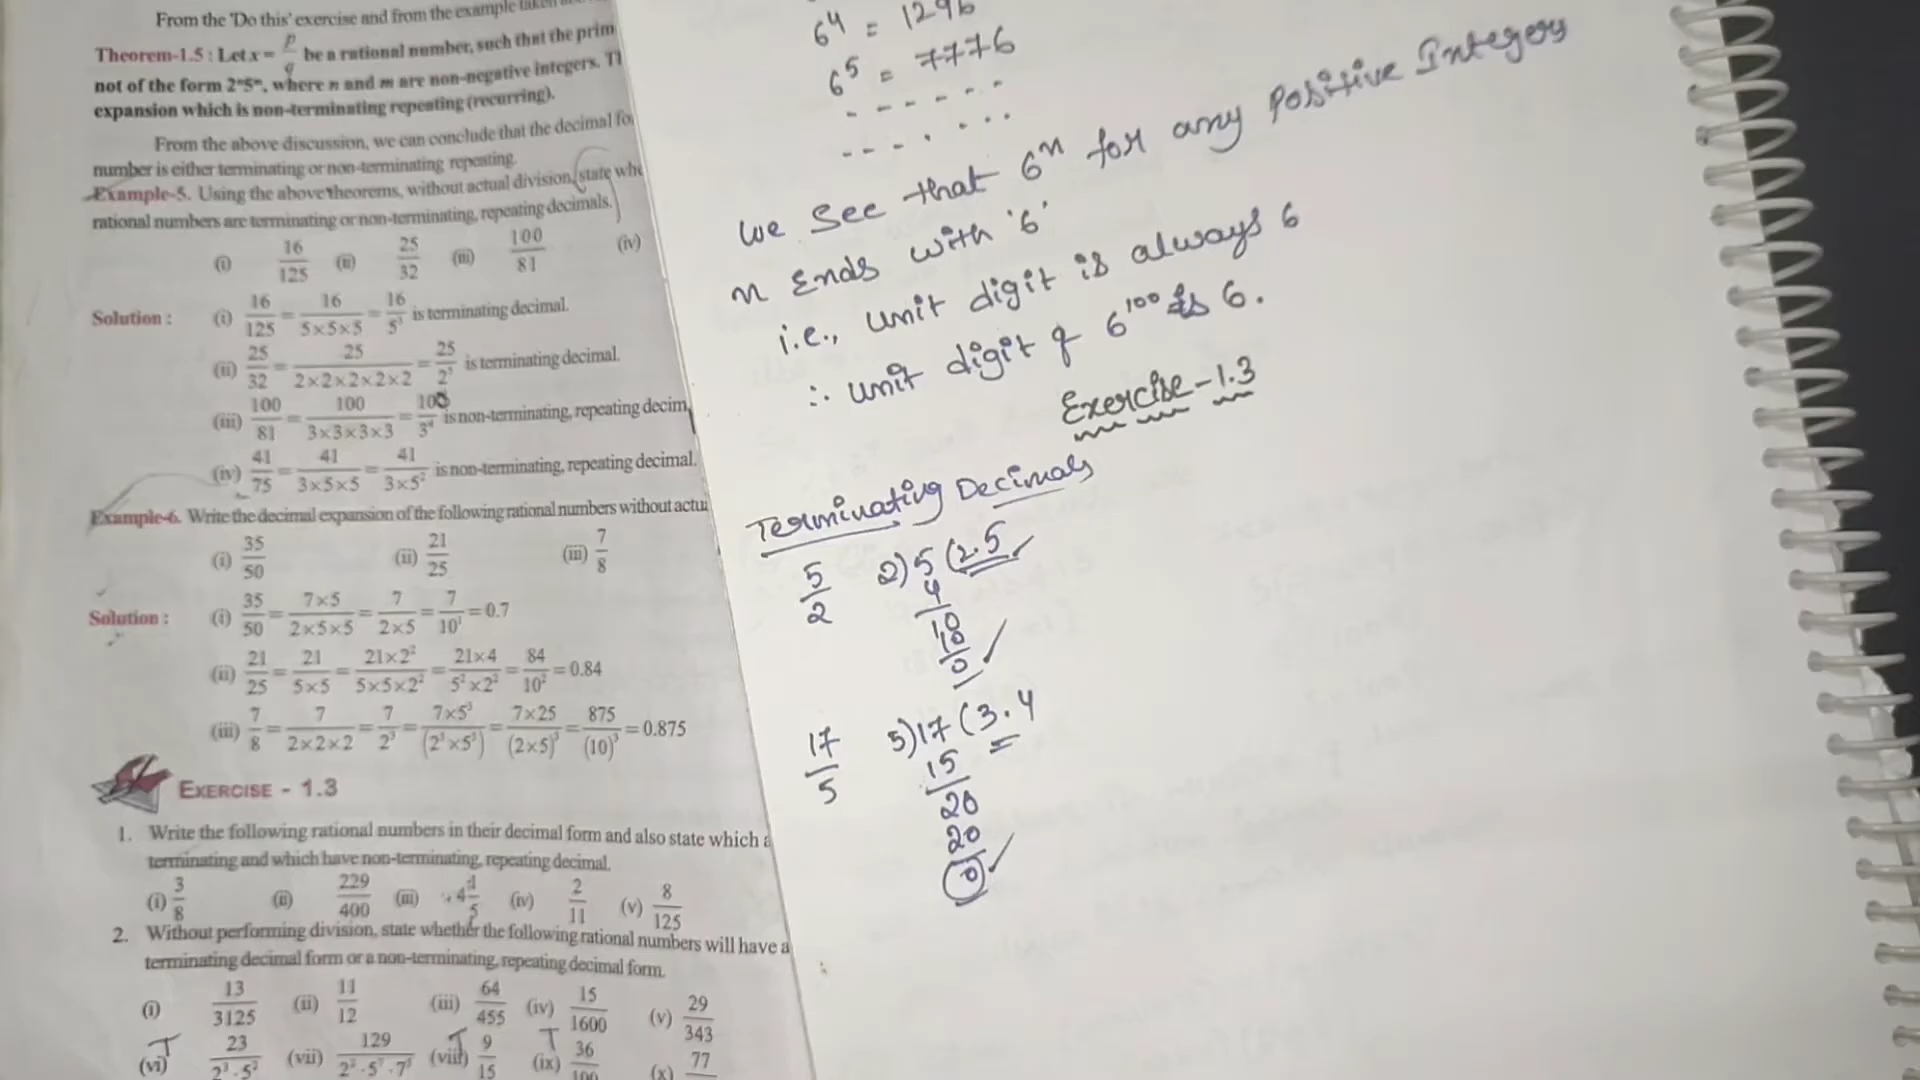 From the 'Do this' exercise and from the example taken
Theorem-1.5 : Let x = p/q be a rational number, such that the prim
not of the form 2ⁿ5ᵐ, where n and m are non-negative integers. Tl
expansion which is non-terminating repeating (recurring).
From the above discussion, we can conclude that the decimal fo
number is either terminating or non-terminating repeating.
Example-5. Using the above theorems, without actual division, state whe
rational numbers are terminating or non-terminating, repeating decimals.
(i) 16/125 (ii) 25/32 (iii) 100/81 (iv)
Solution : (i) 16/125 = 16/5×5×5 = 16/5³ is terminating decimal.
(ii) 25/32 = 25/2×2×2×2×2 = 25/2⁵ is terminating decimal.
(iii) 100/81 = 100/3×3×3×3 = 100/3⁴ is non-terminating, repeating decim
(iv) 41/75 = 41/3×5×5 = 41/3×5² is non-terminating, repeating decimal.
Example-6. Write the decimal expansion of the following rational numbers without actu
(i) 35/50 (ii) 21/25 (iii) 7/8
Solution : (i) 35/50 = 7×5/2×5×5 = 7/2×5 = 7/10¹ = 0.7
(ii) 21/25 = 21/5×5 = 21×2²/5×5×2² = 21×4/5²×2² = 84/10² = 0.84
(iii) 7/8 = 7/2×2×2 = 7/2³ = 7×5³/(2³×5³) = 7×25/(2×5)³ = 875/(10)³ = 0.875
EXERCISE - 1.3
1. Write the following rational numbers in their decimal form and also state which a
terminating and which have non-terminating, repeating decimal.
(i) 3/8 (ii) 229/400 (iii) 4 1/5 (iv) 2/11 (v) 8/125
2. Without performing division, state whether the following rational numbers will have a
terminating decimal form or a non-terminating, repeating decimal form.
(i) 13/3125 (ii) 11/12 (iii) 64/455 (iv) 15/1600 (v) 29/343
T T T
(vi) 23/2³·5² (vii) 129/2²·5⁷·7⁵ (viii) 9/15 (ix) 36/100 (x) 77
6⁴ = 1296
6⁵ = 7776
we See that 6ⁿ for any Positive Integers
n Ends with '6'
i.e., unit digit is always 6
∴ unit digit of 6¹⁰⁰ is 6.
Exercise-1.3
Terminating Decimals
5/2 2)5(2.5
4
10
10
0
17/5 5)17(3.4
15
20
20
0